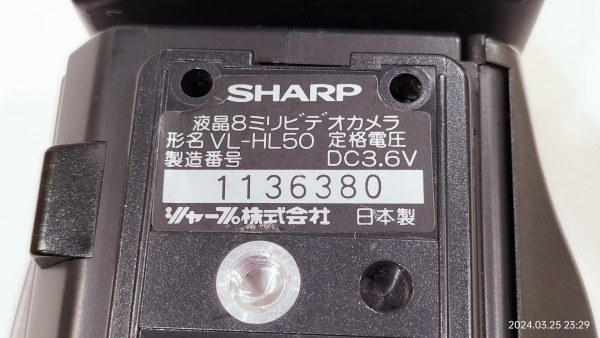 SHARP
液晶8ミリビデオカメラ
形名 VL-HL50 定格電圧
製造番号 DC3.6V
1136380
シャープ株式会社 日本製
2024.03.25 23:29